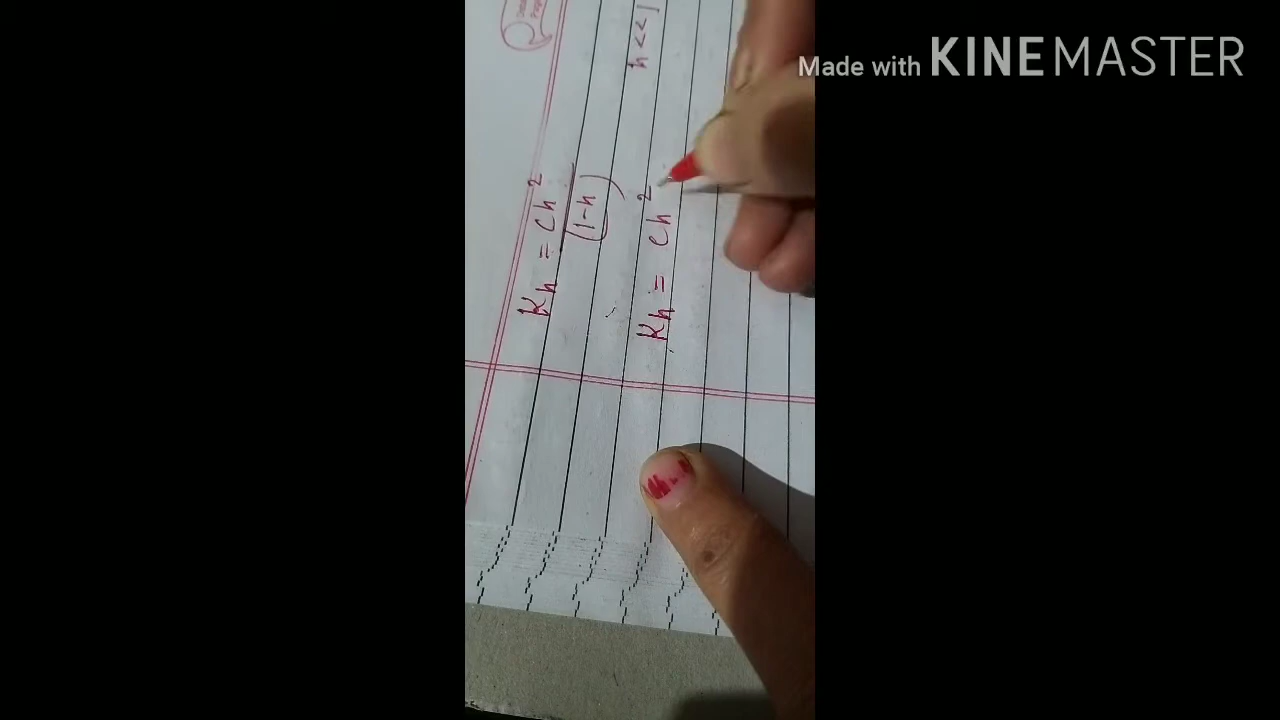 Made with KINEMASTER
Kh = ch²
(1-h)
h <<1
Kh = ch²